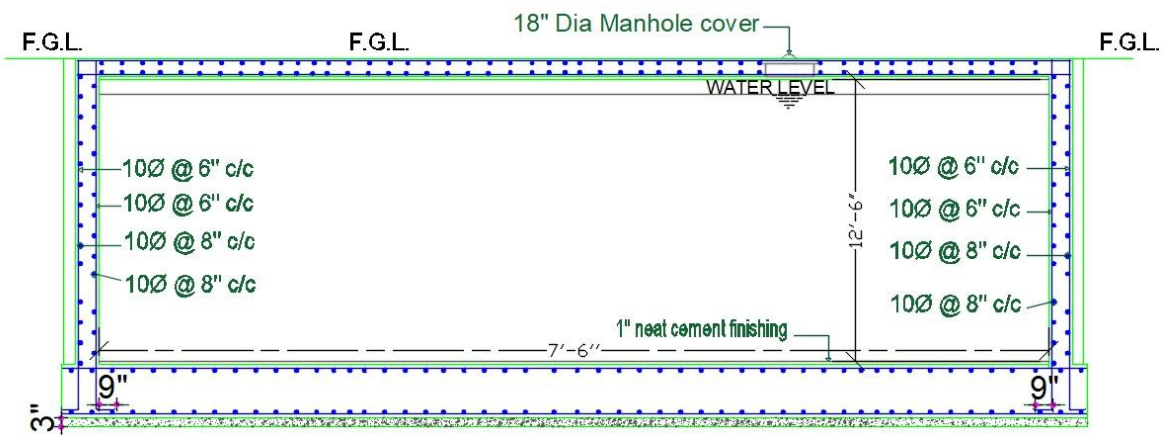 18" Dia Manhole cover
F.G.L. F.G.L. F.G.L.
WATER LEVEL
10Ø @ 6" c/c
10Ø @ 6" c/c
10Ø @ 8" c/c
10Ø @ 8" c/c
12'-6"
10Ø @ 6" c/c
10Ø @ 6" c/c
10Ø @ 8" c/c
10Ø @ 8" c/c
1" neat cement finishing
7'-6"
9" 9"
3"